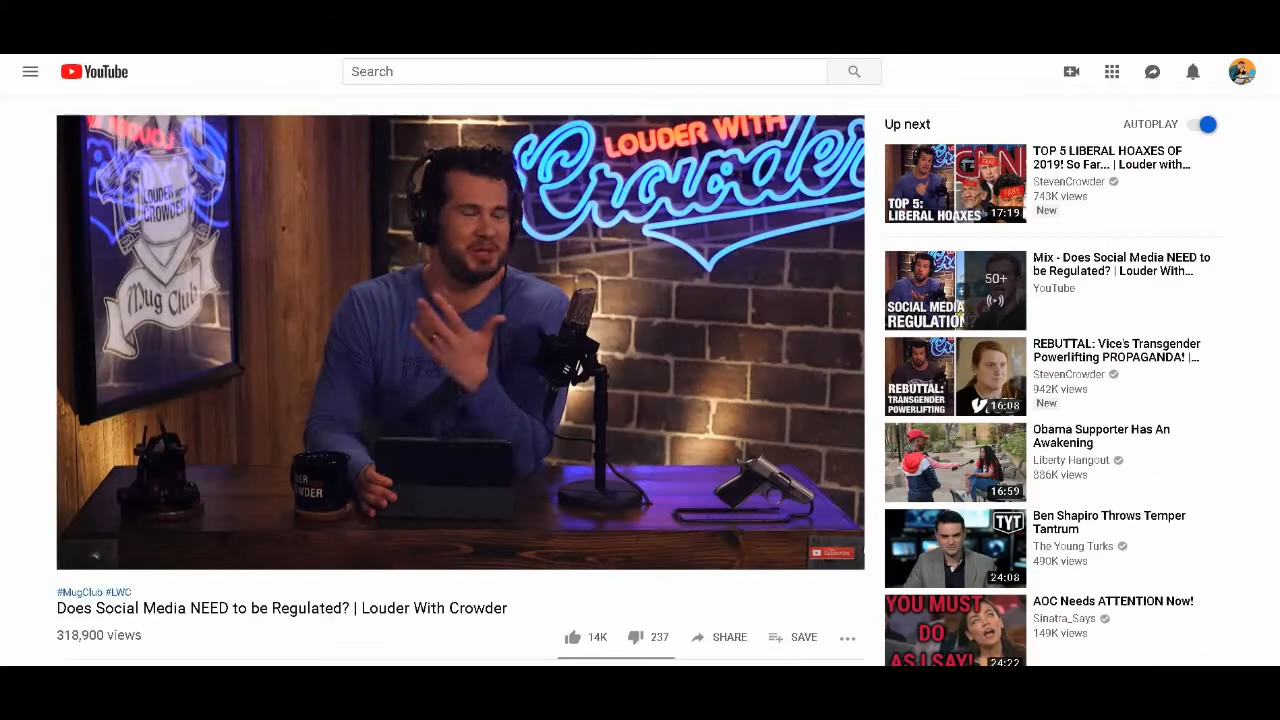 YouTube
Search
LOUDER WITH
Crowder
LOUDER
LOUDER
WITH
CROWDER
Mug Club
CROWDER
Subscribe
#MugClub #LWC
Does Social Media NEED to be Regulated? | Louder With Crowder
318,900 views
14K
237
SHARE
SAVE
Up next
AUTOPLAY
TOP 5:
LIBERAL HOAXES
FAKE
FAKE
17:19
TOP 5 LIBERAL HOAXES OF
2019! So Far... | Louder with...
StevenCrowder
743K views
New
SOCIAL MEDIA
REGULATION
50+
Mix - Does Social Media NEED to
be Regulated? | Louder With...
YouTube
REBUTTAL:
TRANSGENDER
POWERLIFTING
16:08
REBUTTAL: Vice's Transgender
Powerlifting PROPAGANDA! |...
StevenCrowder
942K views
New
16:59
Obama Supporter Has An
Awakening
Liberty Hangout
886K views
TYT
24:08
Ben Shapiro Throws Temper
Tantrum
The Young Turks
490K views
YOU MUST
DO
AS I SAY!
24:22
AOC Needs ATTENTION Now!
Sinatra_Says
149K views